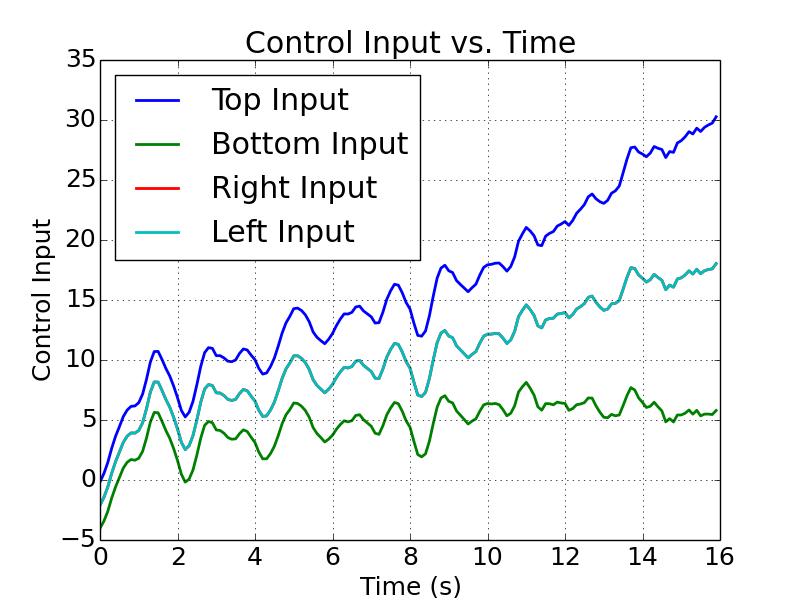 Control Input vs. Time
35
30
25
20
15
10
5
0
−5
Control Input
Top Input
Bottom Input
Right Input
Left Input
0 2 4 6 8 10 12 14 16
Time (s)